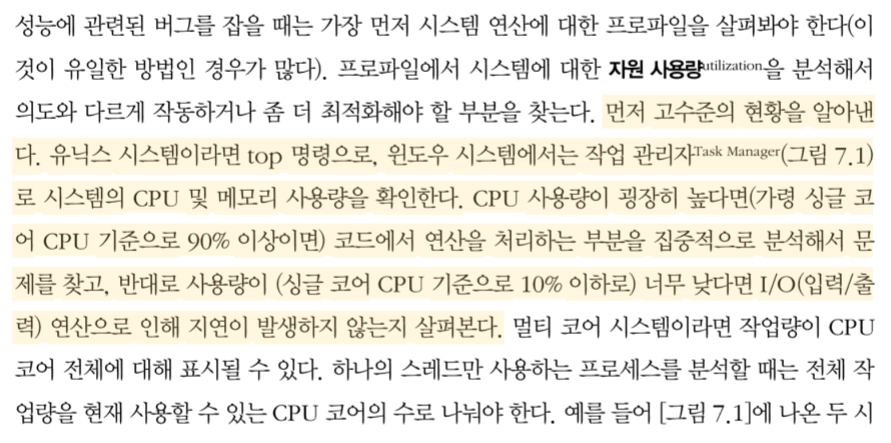 성능에 관련된 버그를 잡을 때는 가장 먼저 시스템 연산에 대한 프로파일을 살펴봐야 한다(이
것이 유일한 방법인 경우가 많다). 프로파일에서 시스템에 대한 자원 사용량utilization을 분석해서
의도와 다르게 작동하거나 좀 더 최적화해야 할 부분을 찾는다. 먼저 고수준의 현황을 알아낸
다. 유닉스 시스템이라면 top 명령으로, 윈도우 시스템에서는 작업 관리자Task Manager(그림 7.1)
로 시스템의 CPU 및 메모리 사용량을 확인한다. CPU 사용량이 굉장히 높다면(가령 싱글 코
어 CPU 기준으로 90% 이상이면) 코드에서 연산을 처리하는 부분을 집중적으로 분석해서 문
제를 찾고, 반대로 사용량이 (싱글 코어 CPU 기준으로 10% 이하로) 너무 낮다면 I/O(입력/출
력) 연산으로 인해 지연이 발생하지 않는지 살펴본다. 멀티 코어 시스템이라면 작업량이 CPU
코어 전체에 대해 표시될 수 있다. 하나의 스레드만 사용하는 프로세스를 분석할 때는 전체 작
업량을 현재 사용할 수 있는 CPU 코어의 수로 나눠야 한다. 예를 들어 [그림 7.1]에 나온 두 시